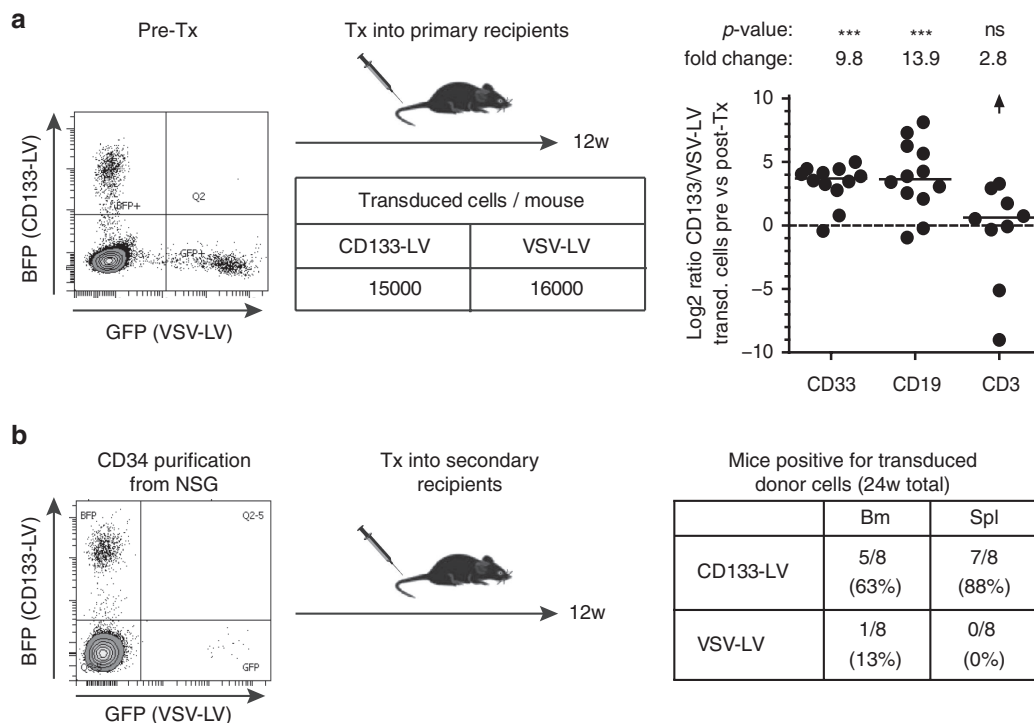 a
Pre-Tx
BFP (CD133-LV)
BFP+
Q2
GFP+
GFP (VSV-LV)
Tx into primary recipients
12w
Transduced cells / mouse
CD133-LV VSV-LV
15000 16000
p-value: *** *** ns
fold change: 9.8 13.9 2.8
Log2 ratio CD133/VSV-LV
transd. cells pre vs post-Tx
10
5
0
−5
−10
CD33 CD19 CD3
b
CD34 purification
from NSG
BFP (CD133-LV)
BFP
Q2-5
GFP
GFP (VSV-LV)
Tx into secondary
recipients
12w
Mice positive for transduced
donor cells (24w total)
Bm Spl
CD133-LV 5/8 (63%) 7/8 (88%)
VSV-LV 1/8 (13%) 0/8 (0%)